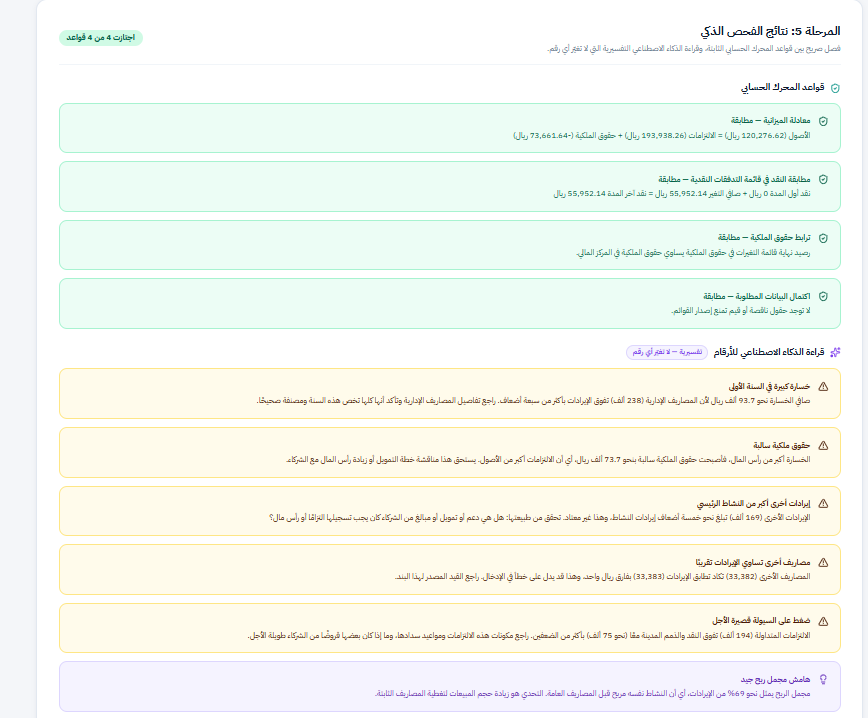 المرحلة 5: نتائج الفحص الذكي
اجتازت 4 من 4 قواعد
فصل صريح بين قواعد المحرك الحسابي الثابتة، وقراءة الذكاء الاصطناعي التفسيرية التي لا تغير أي رقم.
قواعد المحرك الحسابي
معادلة الميزانية — مطابقة
الأصول (120,276.62 ريال) = الالتزامات (193,938.26 ريال) + حقوق الملكية (-73,661.64 ريال)
مطابقة النقد في قائمة التدفقات النقدية — مطابقة
نقد أول المدة 0 ريال + صافي التغير 55,952.14 ريال = نقد آخر المدة 55,952.14 ريال
ترابط حقوق الملكية — مطابقة
رصيد نهاية قائمة التغيرات في حقوق الملكية يساوي حقوق الملكية في المركز المالي.
اكتمال البيانات المطلوبة — مطابقة
لا توجد حقول ناقصة أو قيم تمنع إصدار القوائم.
قراءة الذكاء الاصطناعي للأرقام
تفسيرية — لا تغيّر أي رقم
خسارة كبيرة في السنة الأولى
صافي الخسارة نحو 93.7 ألف ريال لأن المصاريف الإدارية (238 ألف) تفوق الإيرادات بأكثر من سبعة أضعاف. راجع تفاصيل المصاريف الإدارية وتأكد أنها كلها تخص هذه السنة ومصنفة صحيحًا.
حقوق ملكية سالبة
الخسارة أكبر من رأس المال، فأصبحت حقوق الملكية سالبة بنحو 73.7 ألف ريال، أي أن الالتزامات أكبر من الأصول. يستحق هذا مناقشة خطة التمويل أو زيادة رأس المال مع الشركاء.
إيرادات أخرى أكبر من النشاط الرئيسي
الإيرادات الأخرى (169 ألف) تبلغ نحو خمسة أضعاف إيرادات النشاط، وهذا غير معتاد. تحقق من طبيعتها: هل هي دعم أو تمويل أو مبالغ من الشركاء كان يجب تسجيلها التزامًا أو رأس مال؟
مصاريف أخرى تساوي الإيرادات تقريبًا
المصاريف الأخرى (33,382) تكاد تطابق الإيرادات (33,383) بفارق ريال واحد، وهذا قد يدل على خطأ في الإدخال. راجع القيد المصدر لهذا البند.
ضغط على السيولة قصيرة الأجل
الالتزامات المتداولة (194 ألف) تفوق النقد والذمم المدينة معًا (نحو 75 ألف) بأكثر من الضعفين. راجع مكونات هذه الالتزامات ومواعيد سدادها، وما إذا كان بعضها قروضًا من الشركاء طويلة الأجل.
هامش مجمل ربح جيد
مجمل الربح يمثل نحو 69% من الإيرادات، أي أن النشاط نفسه مربح قبل المصاريف العامة. التحدي هو زيادة حجم المبيعات لتغطية المصاريف الثابتة.